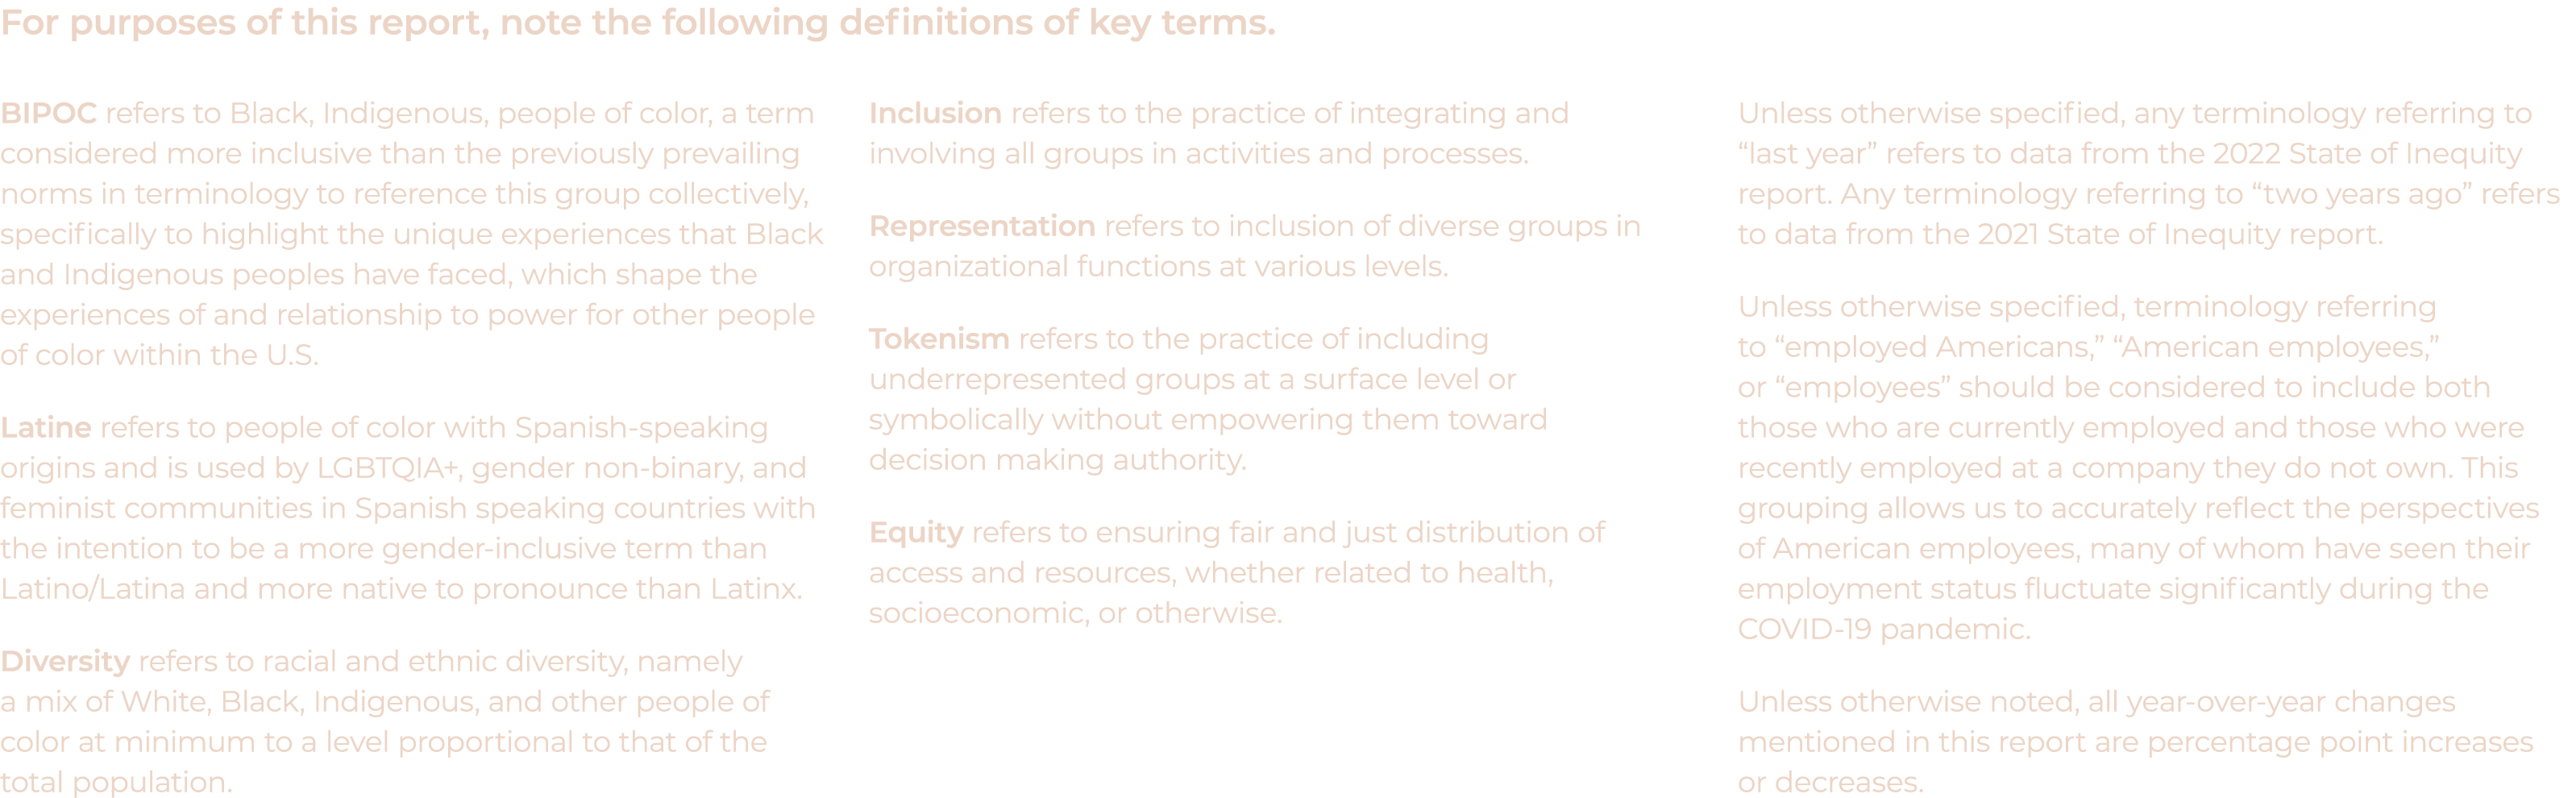 For purposes of this report, note the following definitions of key terms.
BIPOC refers to Black, Indigenous, people of color, a term
considered more inclusive than the previously prevailing
norms in terminology to reference this group collectively,
specifically to highlight the unique experiences that Black
and Indigenous peoples have faced, which shape the
experiences of and relationship to power for other people
of color within the U.S.
Latine refers to people of color with Spanish-speaking
origins and is used by LGBTQIA+, gender non-binary, and
feminist communities in Spanish speaking countries with
the intention to be a more gender-inclusive term than
Latino/Latina and more native to pronounce than Latinx.
Diversity refers to racial and ethnic diversity, namely
a mix of White, Black, Indigenous, and other people of
color at minimum to a level proportional to that of the
total population.
Inclusion refers to the practice of integrating and
involving all groups in activities and processes.
Representation refers to inclusion of diverse groups in
organizational functions at various levels.
Tokenism refers to the practice of including
underrepresented groups at a surface level or
symbolically without empowering them toward
decision making authority.
Equity refers to ensuring fair and just distribution of
access and resources, whether related to health,
socioeconomic, or otherwise.
Unless otherwise specified, any terminology referring to
“last year” refers to data from the 2022 State of Inequity
report. Any terminology referring to “two years ago” refers
to data from the 2021 State of Inequity report.
Unless otherwise specified, terminology referring
to “employed Americans,” “American employees,”
or “employees” should be considered to include both
those who are currently employed and those who were
recently employed at a company they do not own. This
grouping allows us to accurately reflect the perspectives
of American employees, many of whom have seen their
employment status fluctuate significantly during the
COVID-19 pandemic.
Unless otherwise noted, all year-over-year changes
mentioned in this report are percentage point increases
or decreases.